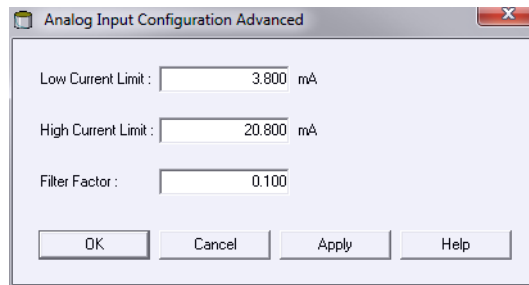 Analog Input Configuration Advanced
Low Current Limit : 3.800 mA
High Current Limit : 20.800 mA
Filter Factor : 0.100
OK Cancel Apply Help